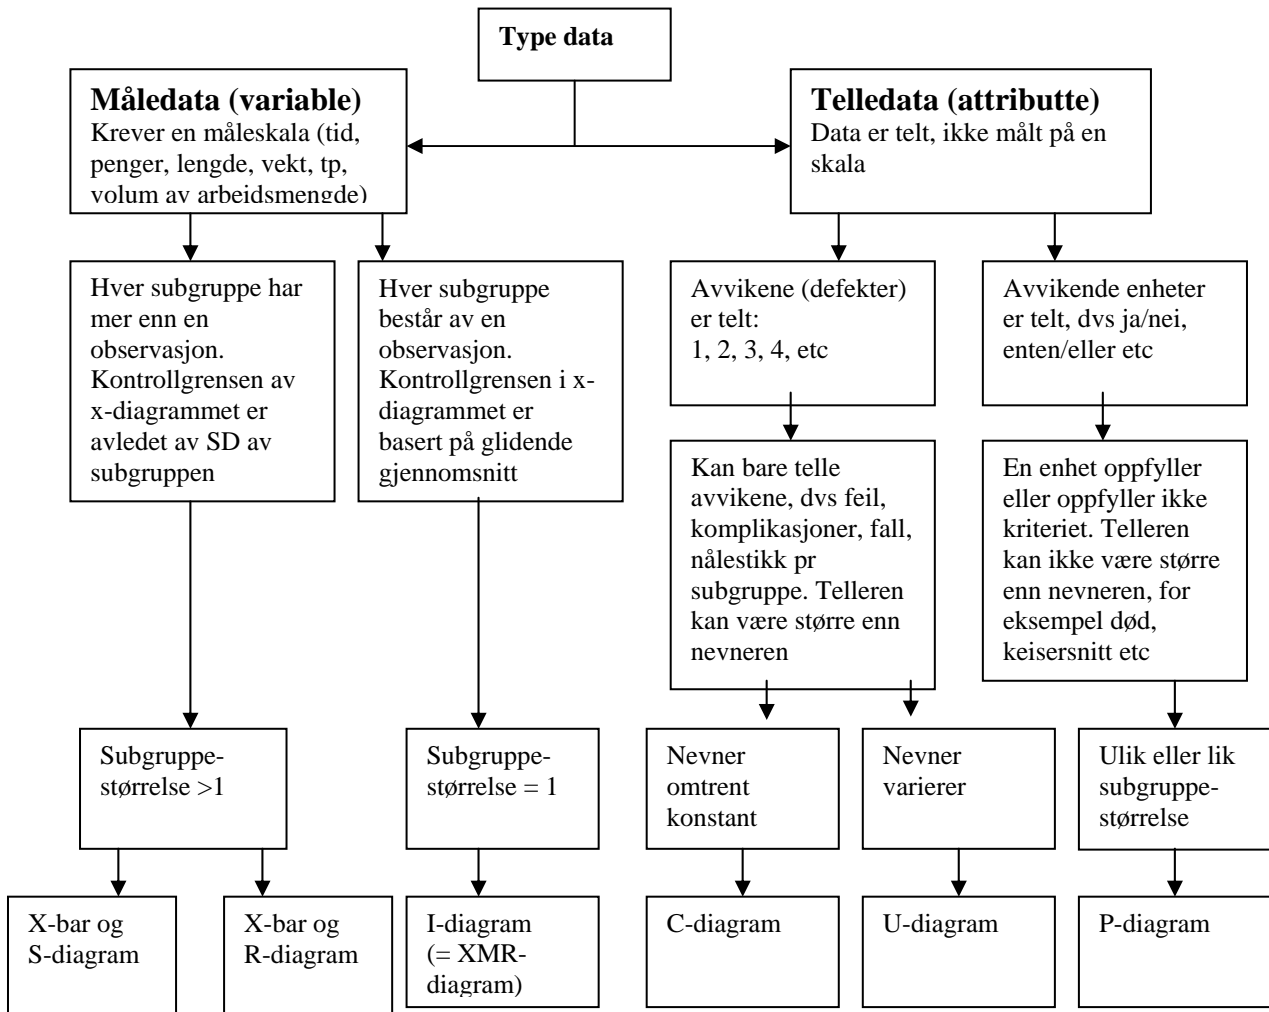 Type data
Måledata (variable)
Krever en måleskala (tid,
penger, lengde, vekt, tp,
volum av arbeidsmengde)
Telledata (attributte)
Data er telt, ikke målt på en
skala
Hver subgruppe har
mer enn en
observasjon.
Kontrollgrensen av
x-diagrammet er
avledet av SD av
subgruppen
Hver subgruppe
består av en
observasjon.
Kontrollgrensen i x-
diagrammet er
basert på glidende
gjennomsnitt
Avvikene (defekter)
er telt:
1, 2, 3, 4, etc
Avvikende enheter
er telt, dvs ja/nei,
enten/eller etc
Kan bare telle
avvikene, dvs feil,
komplikasjoner, fall,
nålestikk pr
subgruppe. Telleren
kan være større enn
nevneren
En enhet oppfyller
eller oppfyller ikke
kriteriet. Telleren
kan ikke være større
enn nevneren, for
eksempel død,
keisersnitt etc
Subgruppe-
størrelse >1
Subgruppe-
størrelse = 1
Nevner
omtrent
konstant
Nevner
varierer
Ulik eller lik
subgruppe-
størrelse
X-bar og
S-diagram
X-bar og
R-diagram
I-diagram
(= XMR-
diagram)
C-diagram
U-diagram
P-diagram